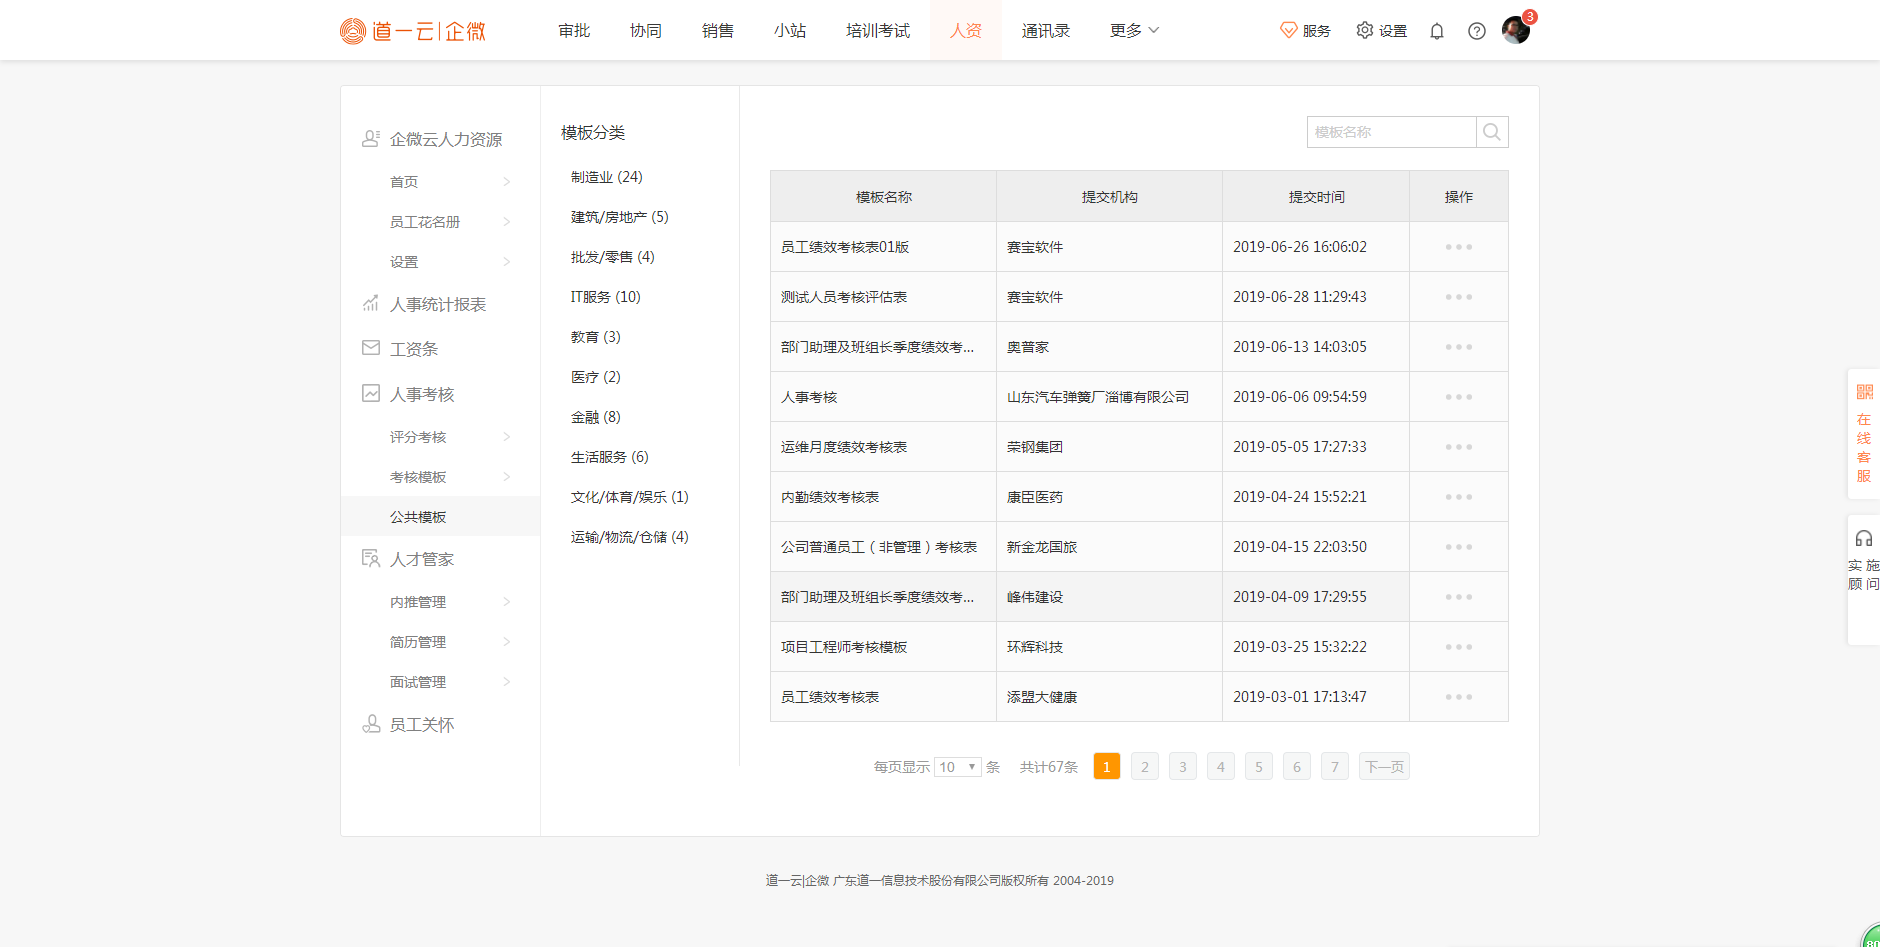 道一云|企微
审批 协同 销售 小站 培训考试 人资 通讯录 更多
服务 设置 3
企微云人力资源
首页
员工花名册
设置
人事统计报表
工资条
人事考核
评分考核
考核模板
公共模板
人才管家
内推管理
简历管理
面试管理
员工关怀
模板分类
制造业 (24)
建筑/房地产 (5)
批发/零售 (4)
IT服务 (10)
教育 (3)
医疗 (2)
金融 (8)
生活服务 (6)
文化/体育/娱乐 (1)
运输/物流/仓储 (4)
模板名称
模板名称 提交机构 提交时间 操作
员工绩效考核表01版 赛宝软件 2019-06-26 16:06:02
测试人员考核评估表 赛宝软件 2019-06-28 11:29:43
部门助理及班组长季度绩效考... 奥普家 2019-06-13 14:03:05
人事考核 山东汽车弹簧厂淄博有限公司 2019-06-06 09:54:59
运维月度绩效考核表 荣钢集团 2019-05-05 17:27:33
内勤绩效考核表 康臣医药 2019-04-24 15:52:21
公司普通员工（非管理）考核表 新金龙国旅 2019-04-15 22:03:50
部门助理及班组长季度绩效考... 峰伟建设 2019-04-09 17:29:55
项目工程师考核模板 环辉科技 2019-03-25 15:32:22
员工绩效考核表 添盟大健康 2019-03-01 17:13:47
每页显示 10 条 共计67条 1 2 3 4 5 6 7 下一页
在
线
客
服
实 施
顾 问
道一云|企微 广东道一信息技术股份有限公司版权所有 2004-2019